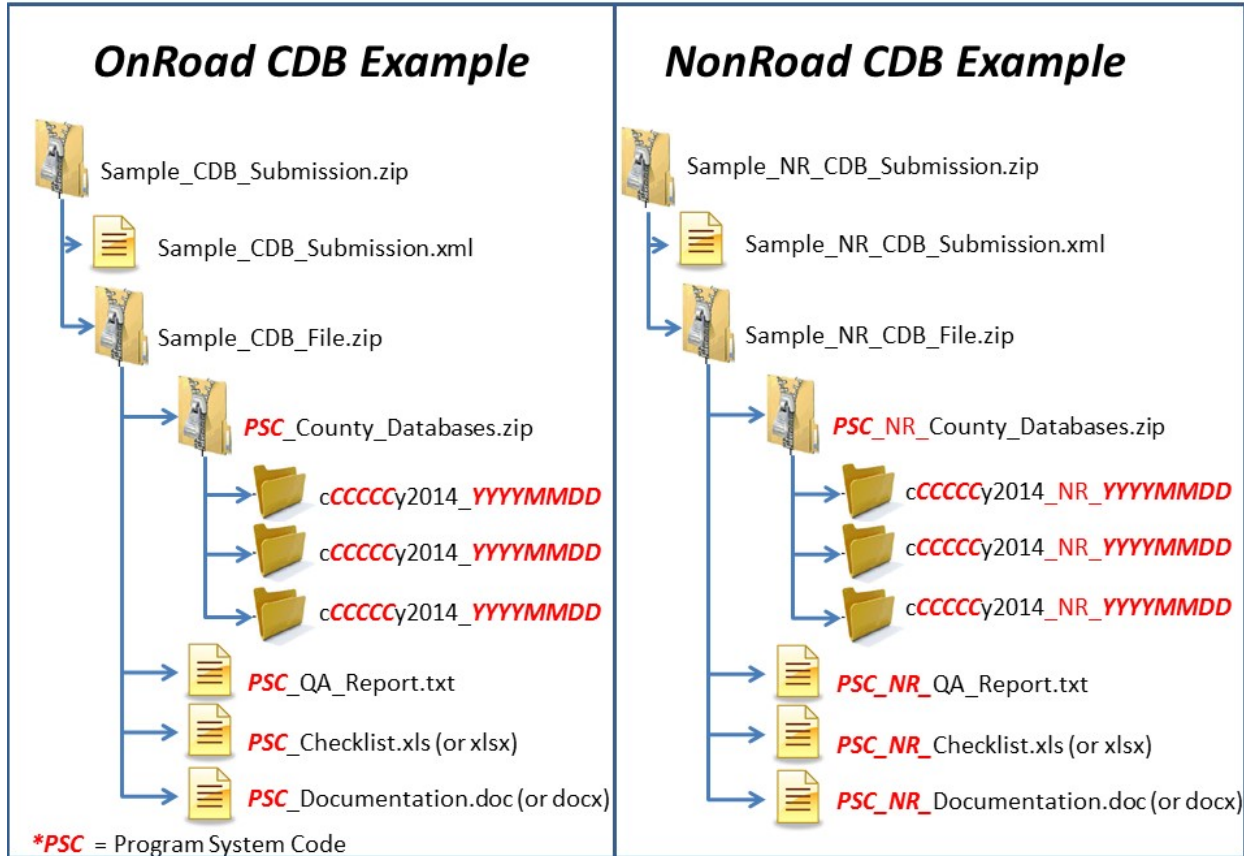 OnRoad CDB Example
Sample_CDB_Submission.zip
Sample_CDB_Submission.xml
Sample_CDB_File.zip
PSC_County_Databases.zip
cCCCCCy2014_YYYYMMDD
cCCCCCy2014_YYYYMMDD
cCCCCCy2014_YYYYMMDD
PSC_QA_Report.txt
PSC_Checklist.xls (or xlsx)
PSC_Documentation.doc (or docx)
*PSC = Program System Code
NonRoad CDB Example
Sample_NR_CDB_Submission.zip
Sample_NR_CDB_Submission.xml
Sample_NR_CDB_File.zip
PSC_NR_County_Databases.zip
cCCCCCy2014_NR_YYYYMMDD
cCCCCCy2014_NR_YYYYMMDD
cCCCCCy2014_NR_YYYYMMDD
PSC_NR_QA_Report.txt
PSC_NR_Checklist.xls (or xlsx)
PSC_NR_Documentation.doc (or docx)